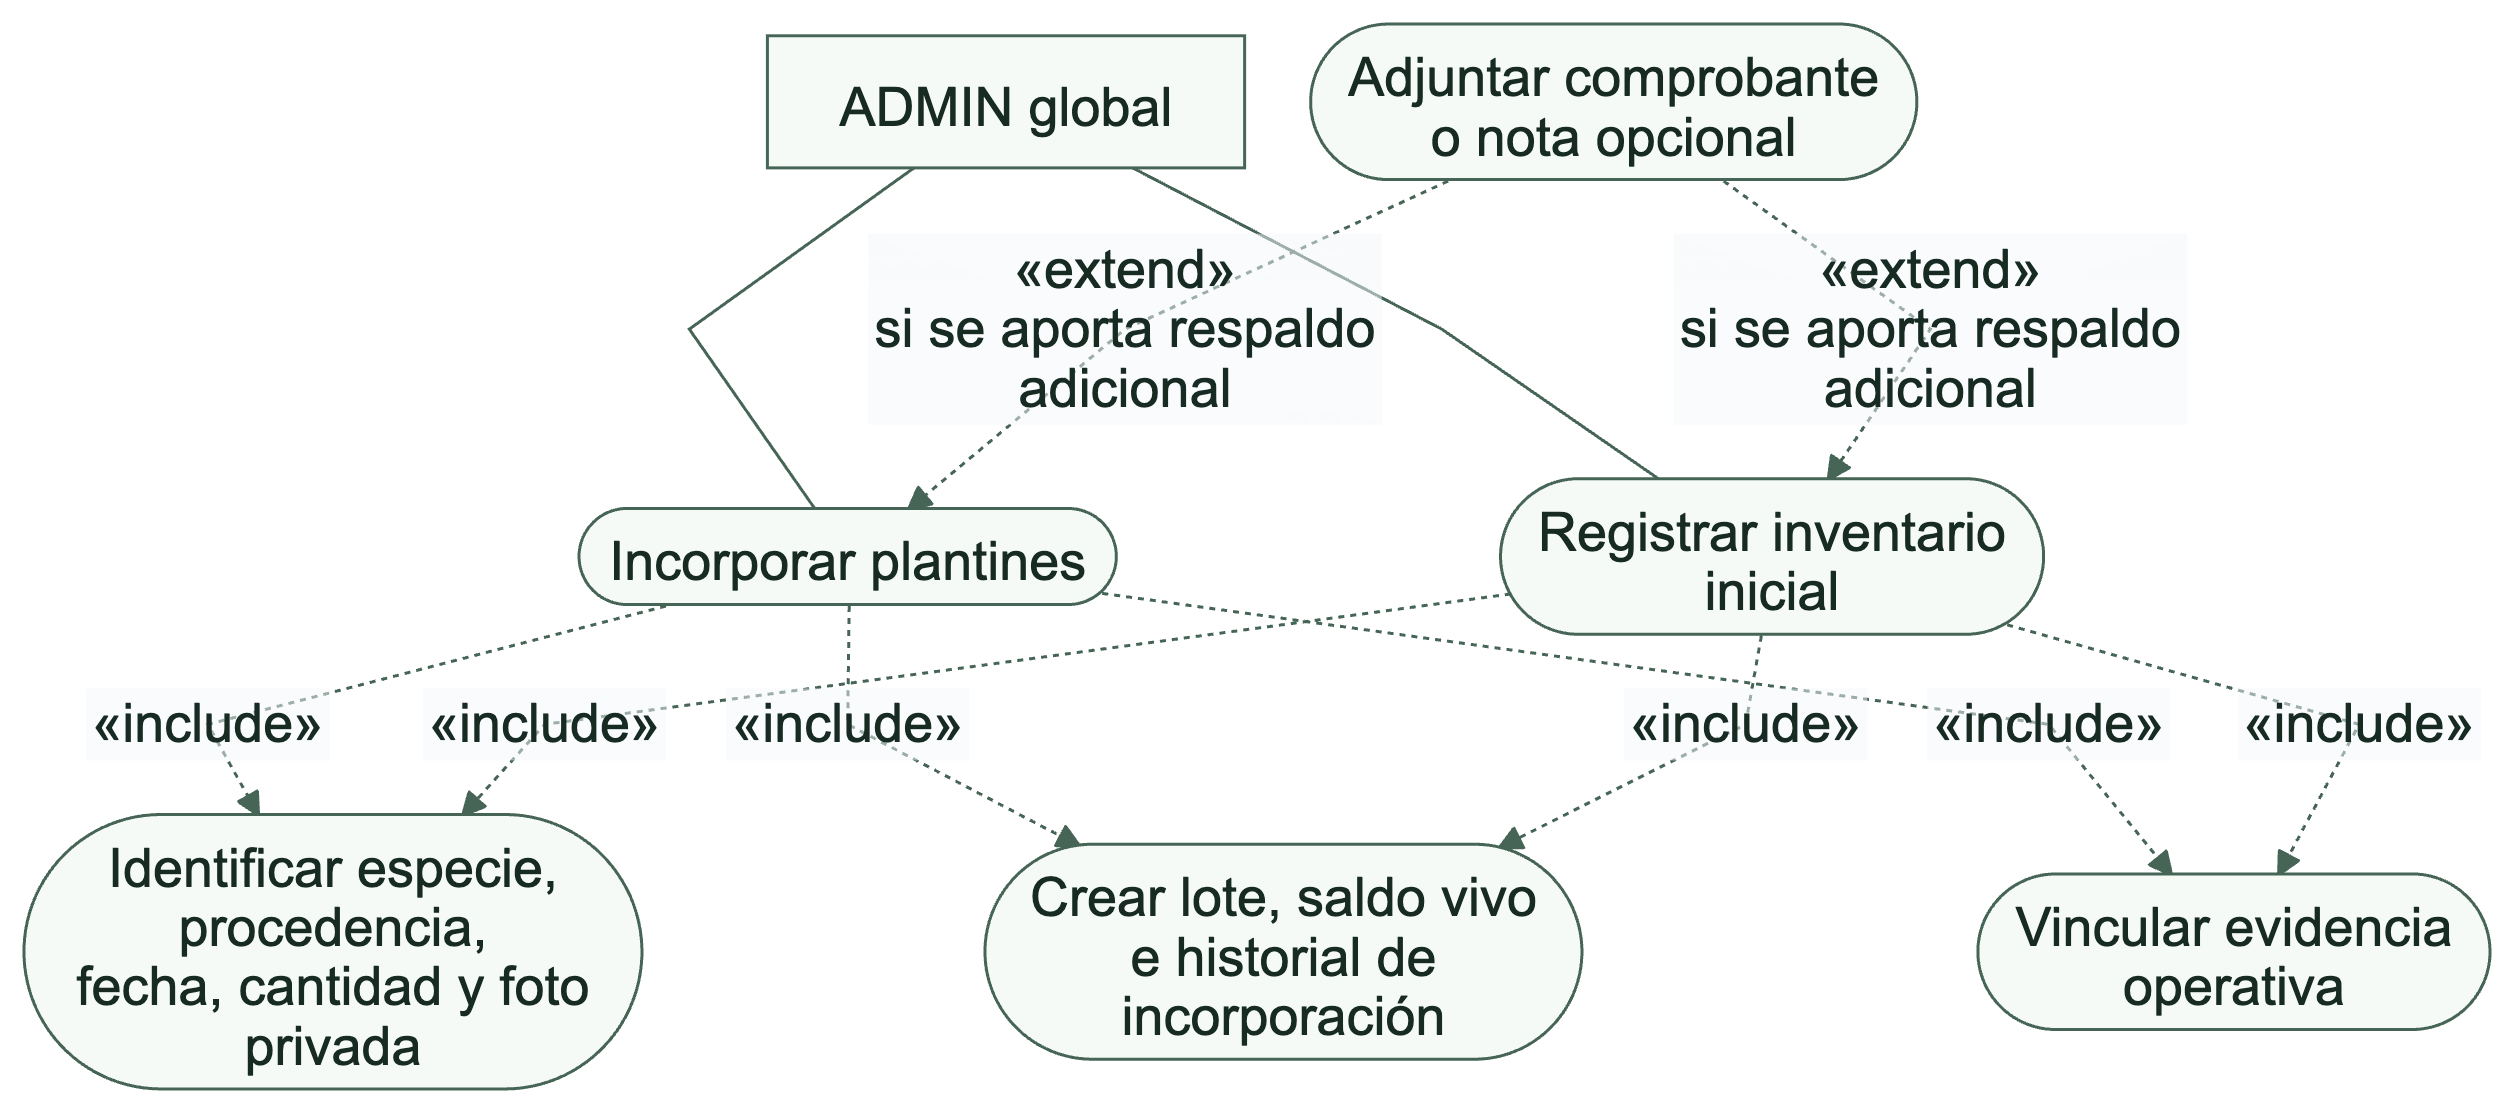 ADMIN global
Adjuntar comprobante
o nota opcional
«extend»
si se aporta respaldo
adicional
«extend»
si se aporta respaldo
adicional
Incorporar plantines
Registrar inventario
inicial
«include»
«include»
«include»
«include»
«include»
«include»
Identificar especie,
procedencia,
fecha, cantidad y foto
privada
Crear lote, saldo vivo
e historial de
incorporación
Vincular evidencia
operativa